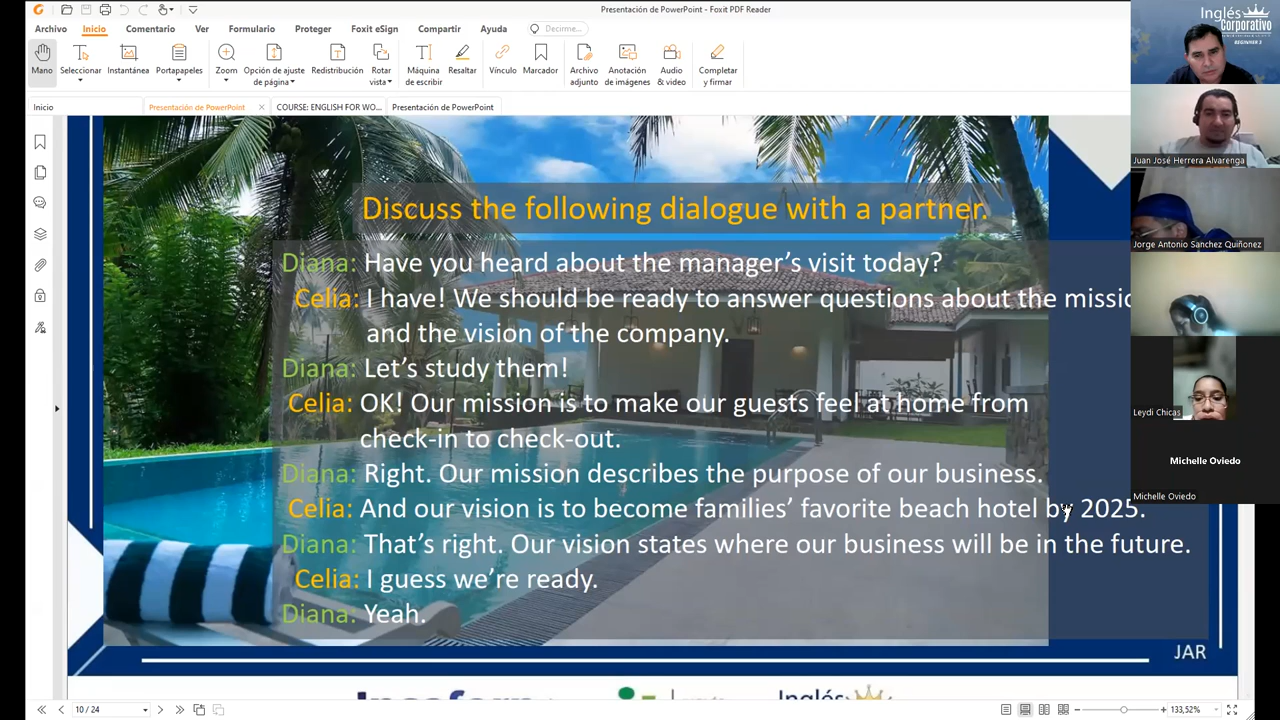 Presentación de PowerPoint - Foxit PDF Reader
Archivo Inicio Comentario Ver Formulario Proteger Foxit eSign Compartir Ayuda Decirme...
Mano Seleccionar Instantánea Portapapeles Zoom Opción de ajuste de página Redistribución Rotar vista Máquina de escribir Resaltar Vínculo Marcador Archivo adjunto Anotación de imágenes Audio & video Completar y firmar
Inicio Presentación de PowerPoint COURSE: ENGLISH FOR WO... Presentación de PowerPoint
Discuss the following dialogue with a partner.
Diana: Have you heard about the manager's visit today?
Celia: I have! We should be ready to answer questions about the missio
and the vision of the company.
Diana: Let's study them!
Celia: OK! Our mission is to make our guests feel at home from
check-in to check-out.
Diana: Right. Our mission describes the purpose of our business.
Celia: And our vision is to become families' favorite beach hotel by 2025.
Diana: That's right. Our vision states where our business will be in the future.
Celia: I guess we're ready.
Diana: Yeah.
JAR
10 / 24
133,52%
Inglés
Corporativo
BEGINNER 2
Juan José Herrera Alvarenga
Jorge Antonio Sanchez Quiñonez
Leydi Chicas
Michelle Oviedo
Michelle Oviedo